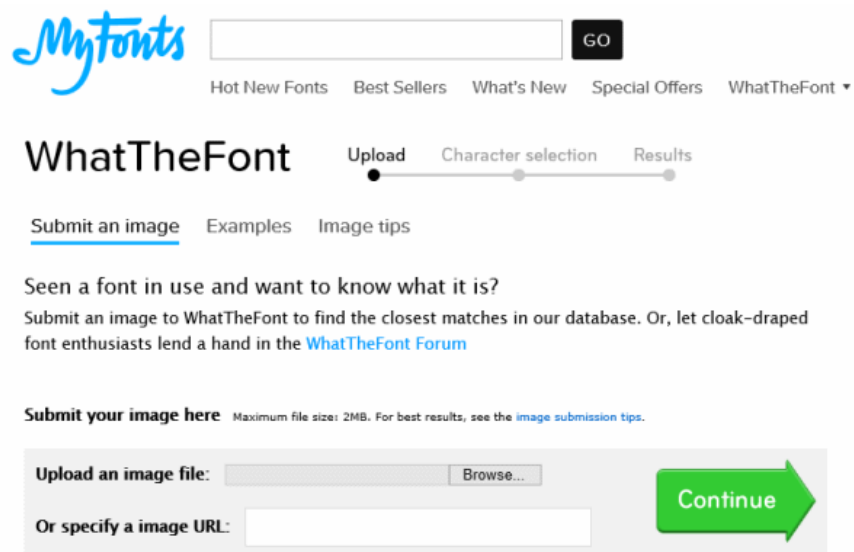 MyFonts
GO
Hot New Fonts Best Sellers What's New Special Offers WhatTheFont ▾
WhatTheFont
Upload Character selection Results
Submit an image Examples Image tips
Seen a font in use and want to know what it is?
Submit an image to WhatTheFont to find the closest matches in our database. Or, let cloak-draped
font enthusiasts lend a hand in the WhatTheFont Forum
Submit your image here Maximum file size: 2MB. For best results, see the image submission tips.
Upload an image file: Browse...
Continue
Or specify a image URL: